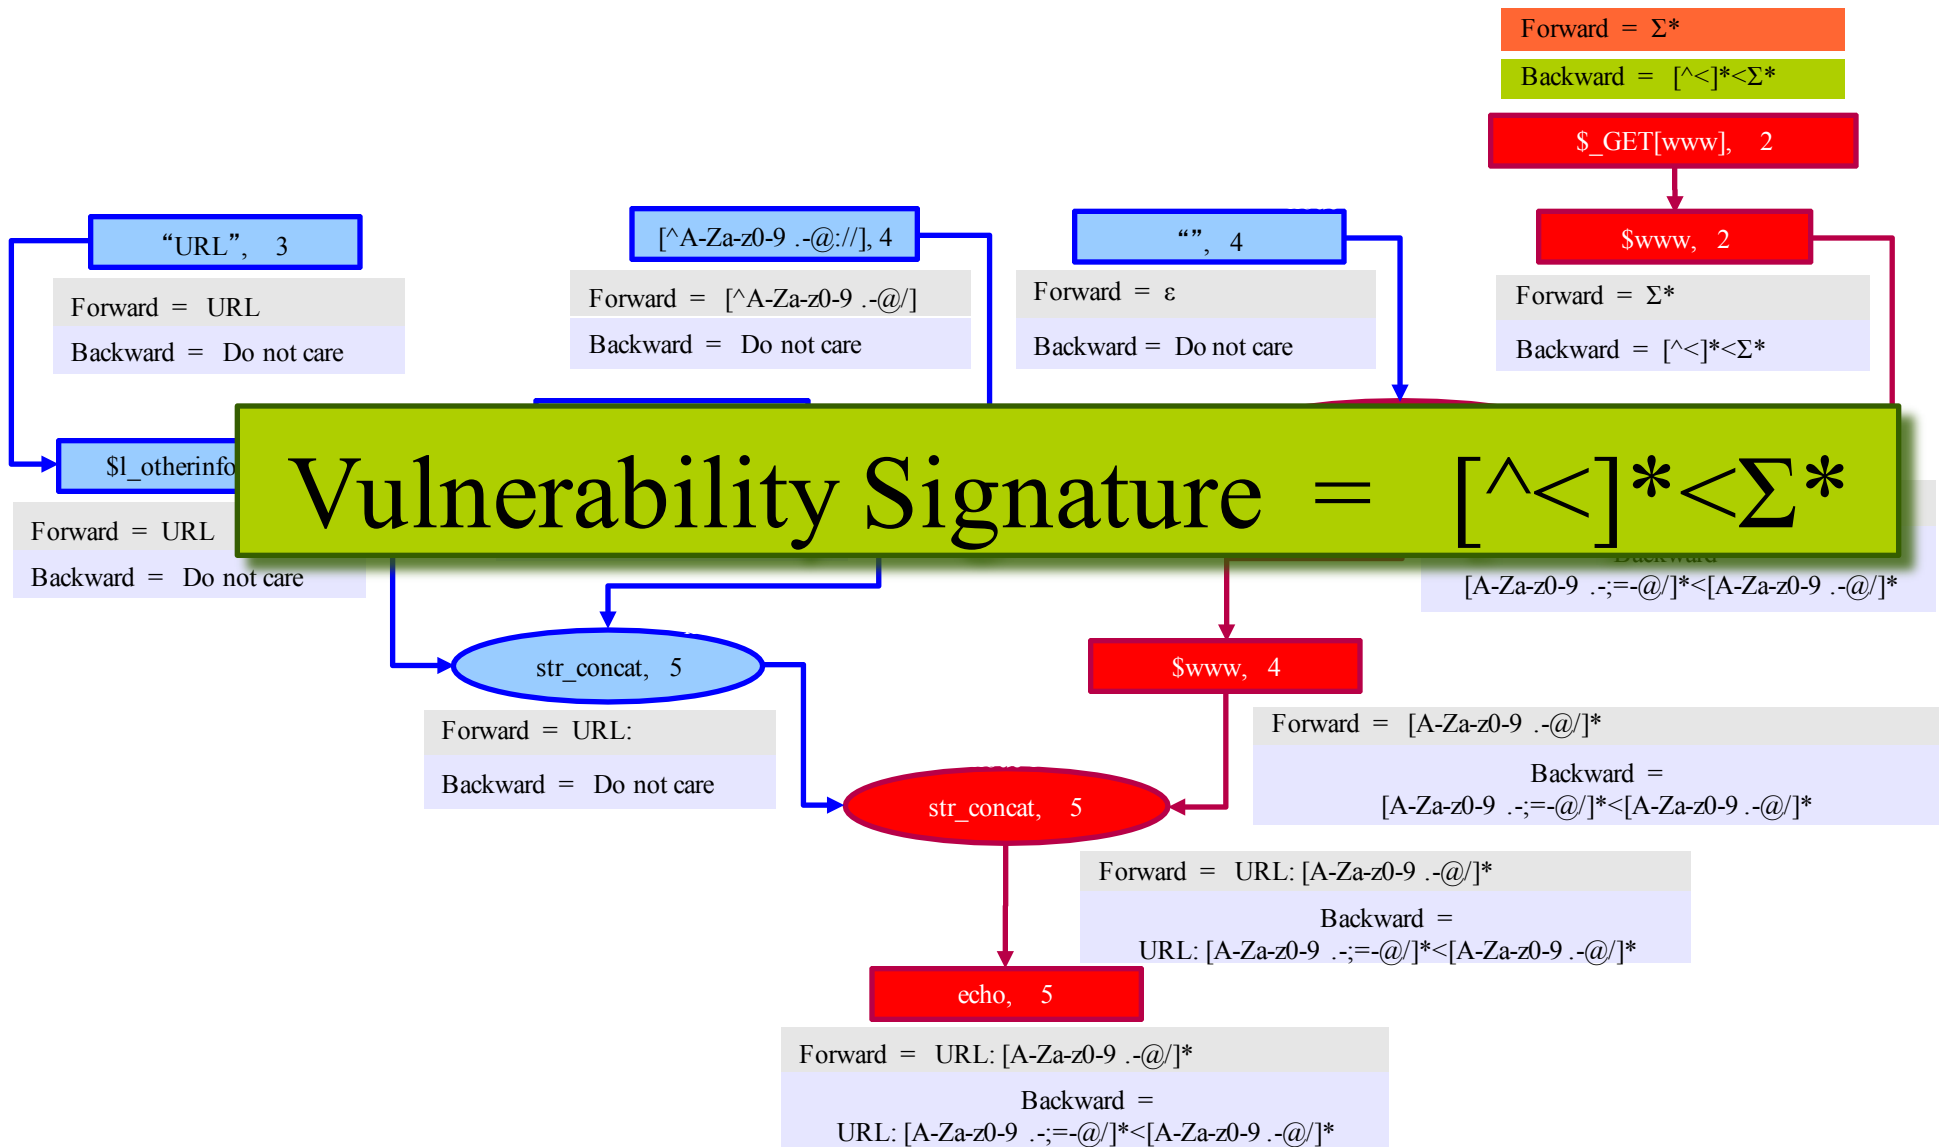 Forward = Σ*
Backward = [^<]*<Σ*
$_GET[www], 2
“URL”, 3
[^A-Za-z0-9 .-@://], 4
“”, 4
$www, 2
Forward = URL
Backward = Do not care
Forward = [^A-Za-z0-9 .-@/]
Backward = Do not care
Forward = ε
Backward = Do not care
Forward = Σ*
Backward = [^<]*<Σ*
$l_otherinfo
Vulnerability Signature = [^<]*<Σ*
Forward = URL
Backward = Do not care
[A-Za-z0-9 .-;=-@/]*<[A-Za-z0-9 .-@/]*
str_concat, 5
$www, 4
Forward = URL:
Backward = Do not care
Forward = [A-Za-z0-9 .-@/]*
Backward =
[A-Za-z0-9 .-;=-@/]*<[A-Za-z0-9 .-@/]*
str_concat, 5
Forward = URL: [A-Za-z0-9 .-@/]*
Backward =
URL: [A-Za-z0-9 .-;=-@/]*<[A-Za-z0-9 .-@/]*
echo, 5
Forward = URL: [A-Za-z0-9 .-@/]*
Backward =
URL: [A-Za-z0-9 .-;=-@/]*<[A-Za-z0-9 .-@/]*